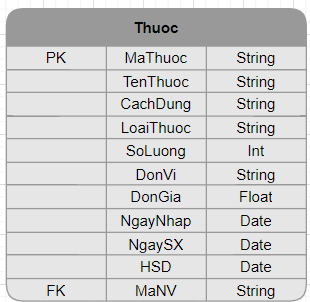 Thuoc
PK MaThuoc String
TenThuoc String
CachDung String
LoaiThuoc String
SoLuong Int
DonVi String
DonGia Float
NgayNhap Date
NgaySX Date
HSD Date
FK MaNV String